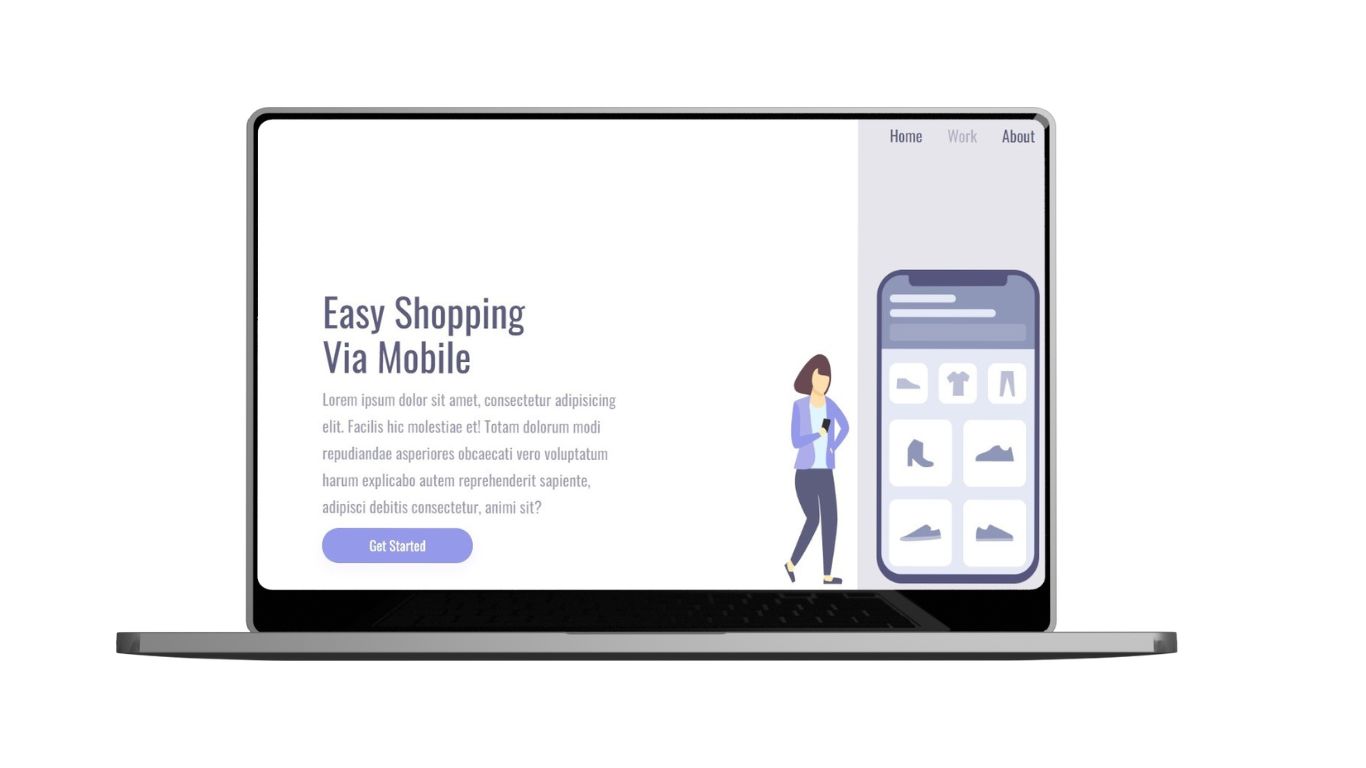 Home Work About
Easy Shopping
Via Mobile
Lorem ipsum dolor sit amet, consectetur adipisicing
elit. Facilis hic molestiae et! Totam dolorum modi
repudiandae asperiores obcaecati vero voluptatum
harum explicabo autem reprehenderit sapiente,
adipisci debitis consectetur, animi sit?
Get Started